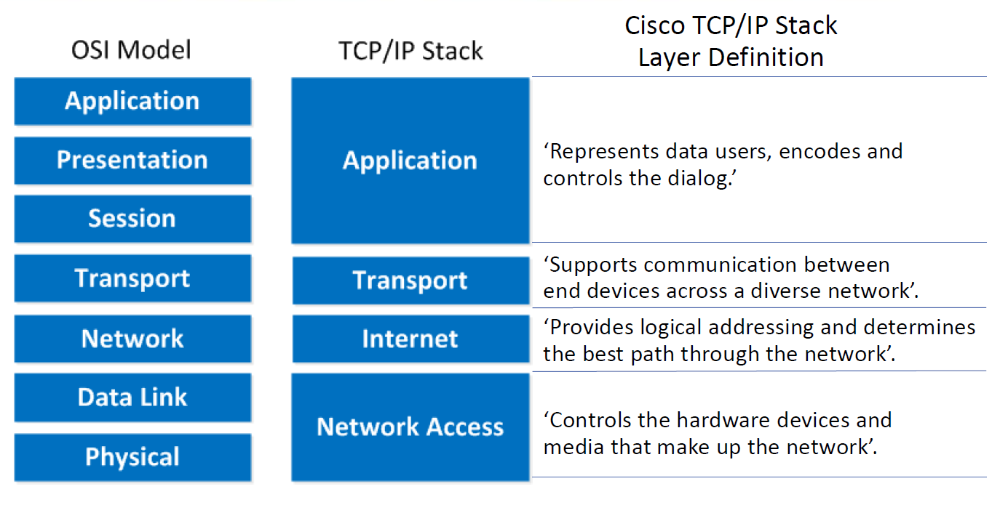 OSI Model
TCP/IP Stack
Cisco TCP/IP Stack
Layer Definition
Application
Presentation
Session
Transport
Network
Data Link
Physical
Application
Transport
Internet
Network Access
‘Represents data users, encodes and
controls the dialog.’
‘Supports communication between
end devices across a diverse network’.
‘Provides logical addressing and determines
the best path through the network’.
‘Controls the hardware devices and
media that make up the network’.